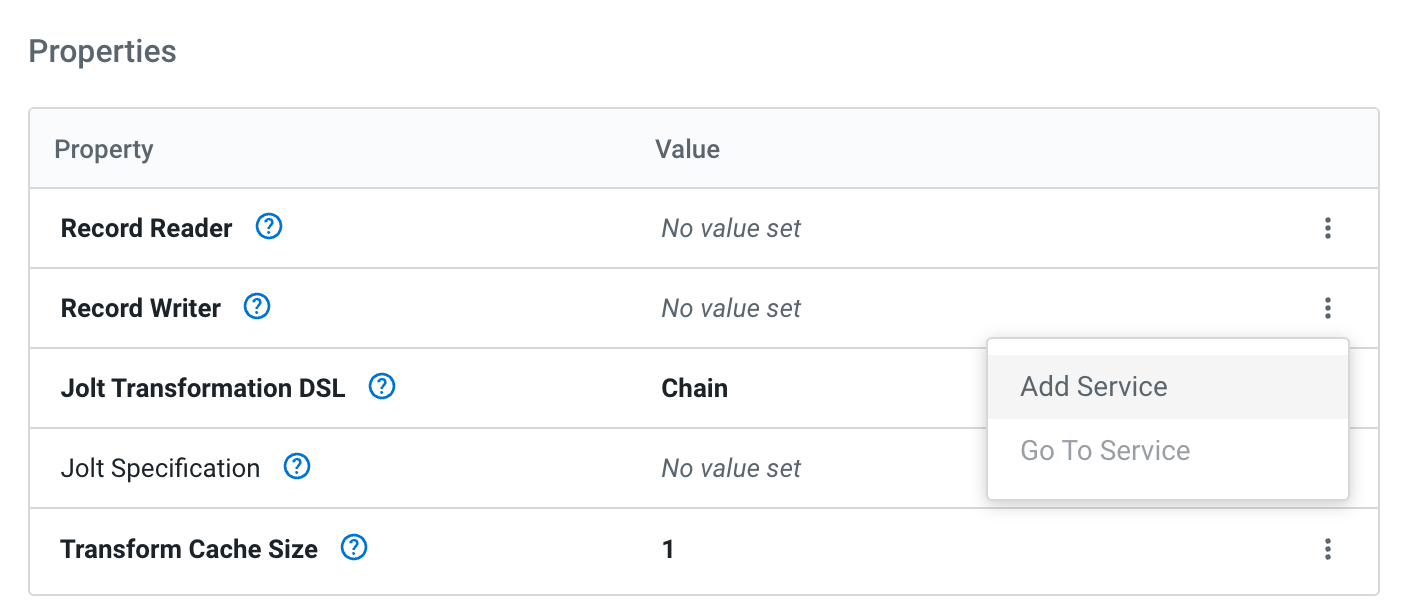 Properties
Property Value
Record Reader ? No value set
Record Writer ? No value set
Jolt Transformation DSL ? Chain
Add Service
Jolt Specification ? No value set
Go To Service
Transform Cache Size ? 1